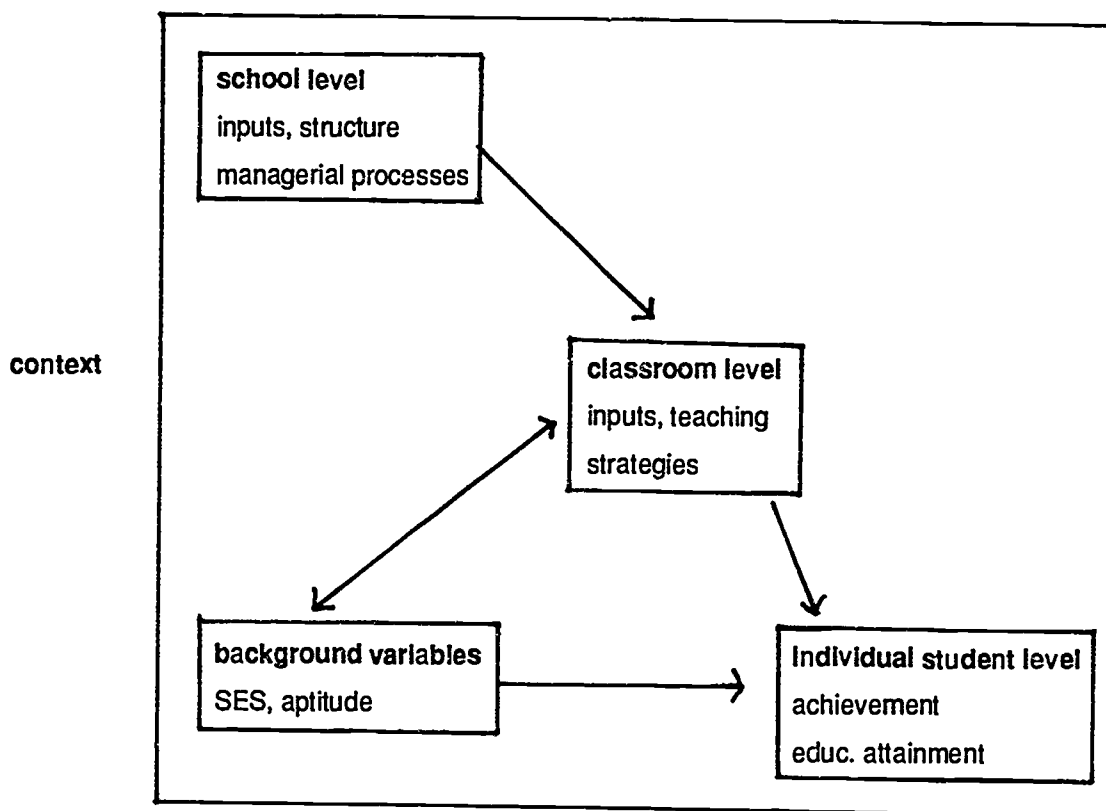 school level
inputs, structure
managerial processes
context
classroom level
inputs, teaching
strategies
background variables
SES, aptitude
individual student level
achievement
educ. attainment